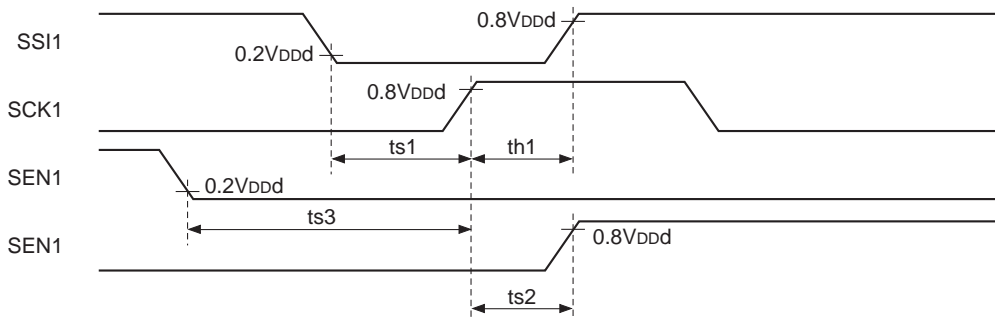 SSI1
0.2VDDd
0.8VDDd
SCK1
0.8VDDd
ts1
th1
SEN1
0.2VDDd
ts3
SEN1
0.8VDDd
ts2